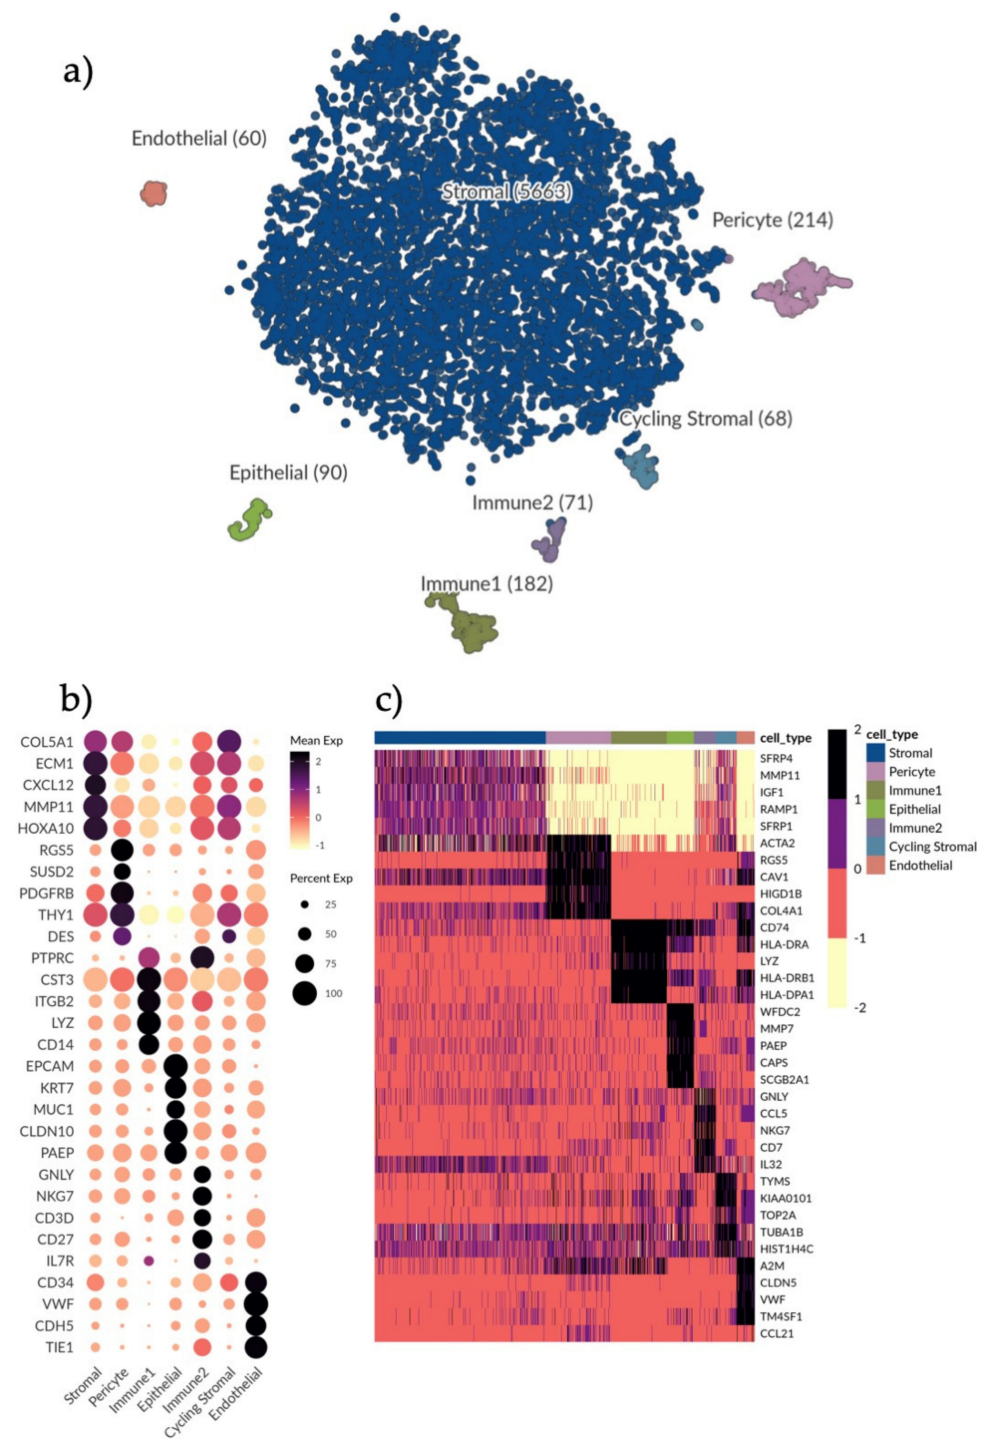 a)
Endothelial (60)
Stromal (5663)
Pericyte (214)
Cycling Stromal (68)
Epithelial (90)
Immune2 (71)
Immune1 (182)
b)
COL5A1
ECM1
CXCL12
MMP11
HOXA10
RGS5
SUSD2
PDGFRB
THY1
DES
PTPRC
CST3
ITGB2
LYZ
CD14
EPCAM
KRT7
MUC1
CLDN10
PAEP
GNLY
NKG7
CD3D
CD27
IL7R
CD34
VWF
CDH5
TIE1
Stromal
Pericyte
Immune1
Epithelial
Immune2
Cycling Stromal
Endothelial
Mean Exp
2
1
0
-1
Percent Exp
25
50
75
100
c)
cell_type
SFRP4
MMP11
IGF1
RAMP1
SFRP1
ACTA2
RGS5
CAV1
HIGD1B
COL4A1
CD74
HLA-DRA
LYZ
HLA-DRB1
HLA-DPA1
WFDC2
MMP7
PAEP
CAPS
SCGB2A1
GNLY
CCL5
NKG7
CD7
IL32
TYMS
KIAA0101
TOP2A
TUBA1B
HIST1H4C
A2M
CLDN5
VWF
TM4SF1
CCL21
2
1
0
-1
-2
cell_type
Stromal
Pericyte
Immune1
Epithelial
Immune2
Cycling Stromal
Endothelial